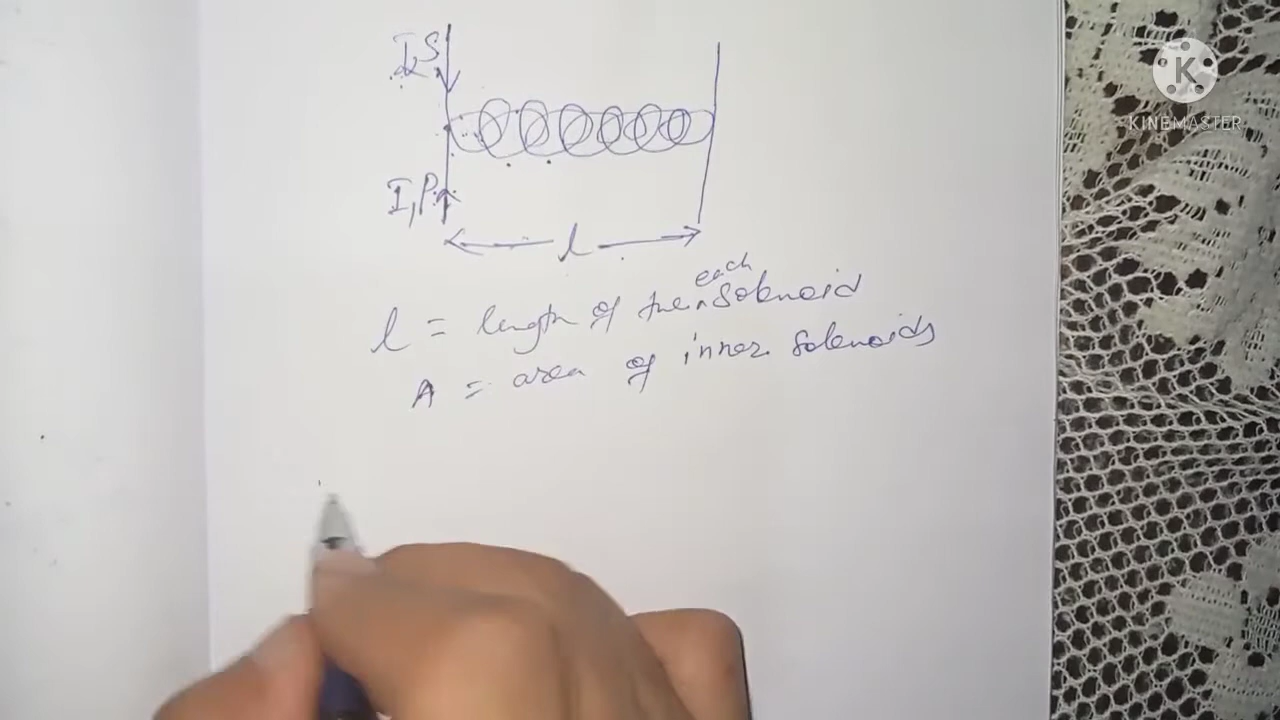 I₂S
I₁P
l
each
l = length of the ‸ solenoid
A = area of inner solenoids
K
KINEMASTER